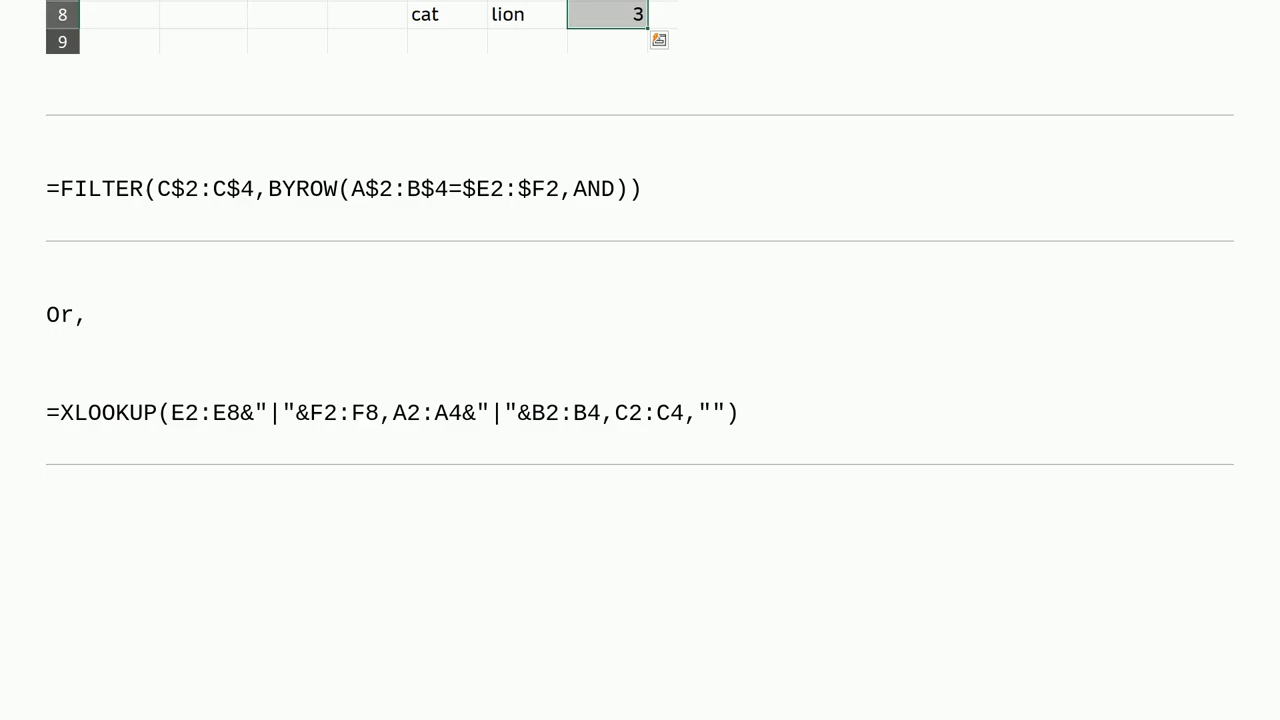 8 cat lion 3
9
=FILTER(C$2:C$4,BYROW(A$2:B$4=$E2:$F2,AND))
Or,
=XLOOKUP(E2:E8&"|"&F2:F8,A2:A4&"|"&B2:B4,C2:C4,"")